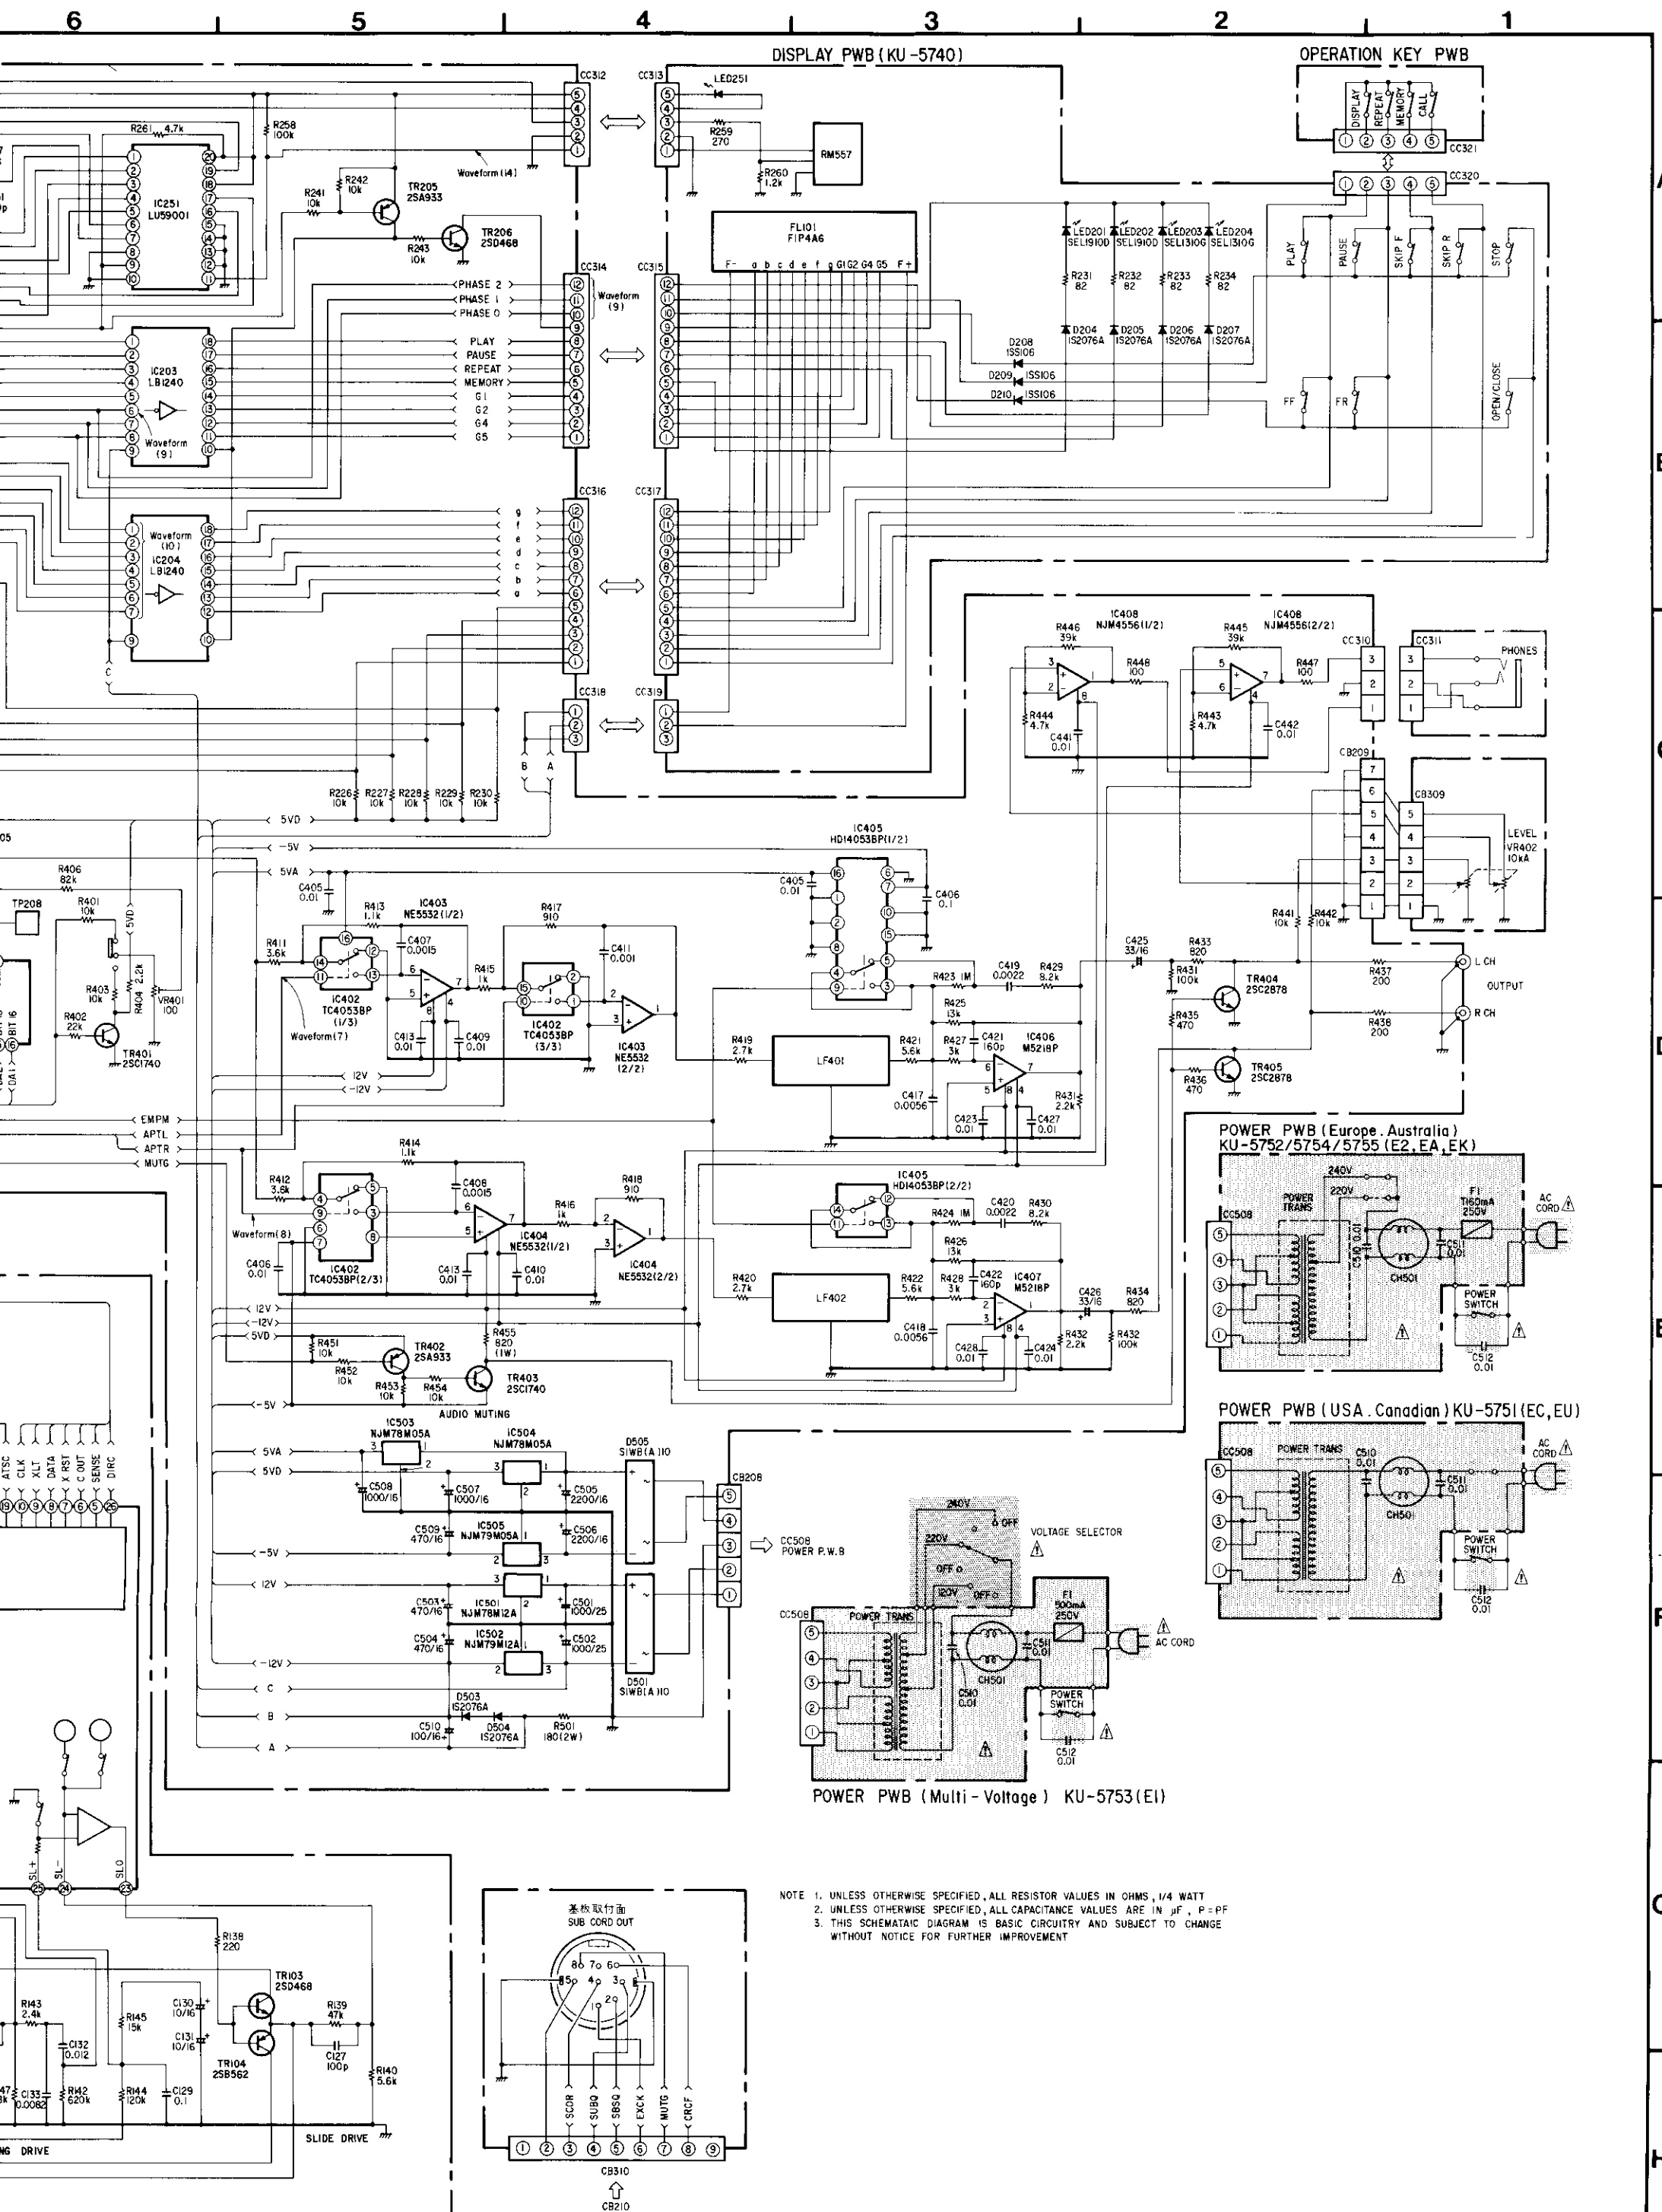 6 5 4 3 2 1
DISPLAY PWB (KU-5740)
OPERATION KEY PWB
CC312
CC313
LED251
R259
270
RM557
R260
1.2k
DISPLAY
REPEAT
MEMORY
CALL
CC321
CC320
R261 4.7k
R258
100k
IC251
LU59001
R241
10k
R242
10k
TR205
2SA933
R243
10k
TR206
2SD468
Waveform (14)
FL101
FIP4A6
F- a b c d e f g G1 G2 G4 G5 F+
LED201
SEL1910D
LED202
SEL1910D
LED203
SEL1310G
LED204
SEL1310G
R231
82
R232
82
R233
82
R234
82
D204
1S2076A
D205
1S2076A
D206
1S2076A
D207
1S2076A
D208
1SS106
D209 1SS106
D210 1SS106
PLAY
PAUSE
SKIP F
SKIP R
STOP
FF
FR
OPEN/CLOSE
CC314
CC315
PHASE 2
PHASE 1
PHASE 0
Waveform
(9)
PLAY
PAUSE
REPEAT
MEMORY
G1
G2
G4
G5
IC203
LB1240
Waveform
(9)
CC316
CC317
g
f
e
d
c
b
a
Waveform
(10)
IC204
LB1240
C
CC318
CC319
B A
R226
10k
R227
10k
R228
10k
R229
10k
R230
10k
IC408
NJM4556(1/2)
IC408
NJM4556(2/2)
R446
39k
R445
39k
R448
100
R447
100
R444
4.7k
R443
4.7k
C441
0.01
C442
0.01
CC310
CC311
PHONES
CB209
CB309
LEVEL
VR402
10kA
5VD
-5V
5VA
R406
82k
R401
10k
TP208
5VD
R403
10k
R404 2.2k
VR401
100
R402
22k
TR401
2SC1740
C405
0.01
R413
1.1k
IC403
NE5532(1/2)
R417
910
R411
3.6k
C407
0.0015
C411
0.001
R415
1k
IC402
TC4053BP
(1/3)
Waveform(7)
C413
0.01
C409
0.01
IC402
TC4053BP
(3/3)
IC403
NE5532
(2/2)
IC405
HD14053BP(1/2)
C405
0.01
C406
0.1
R423 1M
C419
0.0022
R429
8.2k
R425
13k
R419
2.7k
LF401
R421
5.6k
R427
3k
C421
160p
IC406
M5218P
C417
0.0056
C423
0.01
C427
0.01
R431
2.2k
C425
33/16
R433
820
R431
100k
R435
470
TR404
2SC2878
R436
470
TR405
2SC2878
R441
10k
R442
10k
R437
200
R438
200
L CH
OUTPUT
R CH
12V
-12V
EMPM
APTL
APTR
MUTG
R414
1.1k
R412
3.6k
C408
0.0015
R416
1k
R418
910
Waveform(8)
IC402
TC4053BP(2/3)
IC404
NE5532(1/2)
IC404
NE5532(2/2)
C406
0.01
C413
0.01
C410
0.01
IC405
HD14053BP(2/2)
R424 1M
C420
0.0022
R430
8.2k
R426
13k
R420
2.7k
LF402
R422
5.6k
R428
3k
C422
160p
IC407
M5218P
C418
0.0056
C428
0.01
C424
0.01
R432
2.2k
C426
33/16
R434
820
R432
100k
12V
-12V
5VD
R451
10k
R452
10k
TR402
2SA933
R453
10k
R454
10k
R455
820
(1W)
TR403
2SC1740
-5V
AUDIO MUTING
POWER PWB (Europe.Australia)
KU-5752/5754/5755 (E2,EA,EK)
240V
220V
POWER
TRANS
F1
T160mA
250V
AC
CORD
CC508
C510 0.01
CH501
C511
0.01
POWER
SWITCH
C512
0.01
POWER PWB (USA.Canadian) KU-5751(EC,EU)
CC508
POWER TRANS
C510
0.01
C511
0.01
CH501
AC
CORD
POWER
SWITCH
C512
0.01
ATSC
CLK
XLT
DATA
X RST
C OUT
SENSE
DIRC
IC503
NJM78M05A
IC504
NJM78M05A
D505
S1WB(A)10
5VA
5VD
C508
1000/16
C507
1000/16
C505
2200/16
C509
470/16
IC505
NJM79M05A
C506
2200/16
-5V
12V
C503
470/16
IC501
NJM78M12A
C501
1000/25
C504
470/16
IC502
NJM79M12A
C502
1000/25
-12V
D501
S1WB(A)10
C
B
A
D503
1S2076A
C510
100/16
D504
1S2076A
R501
180(2W)
CB208
CC508
POWER P.W.B
240V
OFF
220V
VOLTAGE SELECTOR
OFF
120V
OFF
CC508
POWER TRANS
F1
500mA
250V
C511
0.01
C510
0.01
CH501
AC CORD
POWER
SWITCH
C512
0.01
POWER PWB (Multi-Voltage) KU-5753(E1)
SL+
SL-
SLO
R138
220
TR103
2SD468
R143
2.4k
R145
15k
C130
10/16
C131
10/16
C132
0.012
R139
47k
C127
100p
R140
5.6k
TR104
2SB562
C133
0.0082
R142
620k
R144
120k
C129
0.1
SLIDE DRIVE
NG DRIVE
基板取付面
SUB CORD OUT
SCOR
SUBQ
SBSQ
EXCK
MUTG
CRCF
1 2 3 4 5 6 7 8 9
CB310
CB210
NOTE 1. UNLESS OTHERWISE SPECIFIED, ALL RESISTOR VALUES IN OHMS, 1/4 WATT
2. UNLESS OTHERWISE SPECIFIED, ALL CAPACITANCE VALUES ARE IN μF, P=PF
3. THIS SCHEMATAIC DIAGRAM IS BASIC CIRCUITRY AND SUBJECT TO CHANGE
WITHOUT NOTICE FOR FURTHER IMPROVEMENT